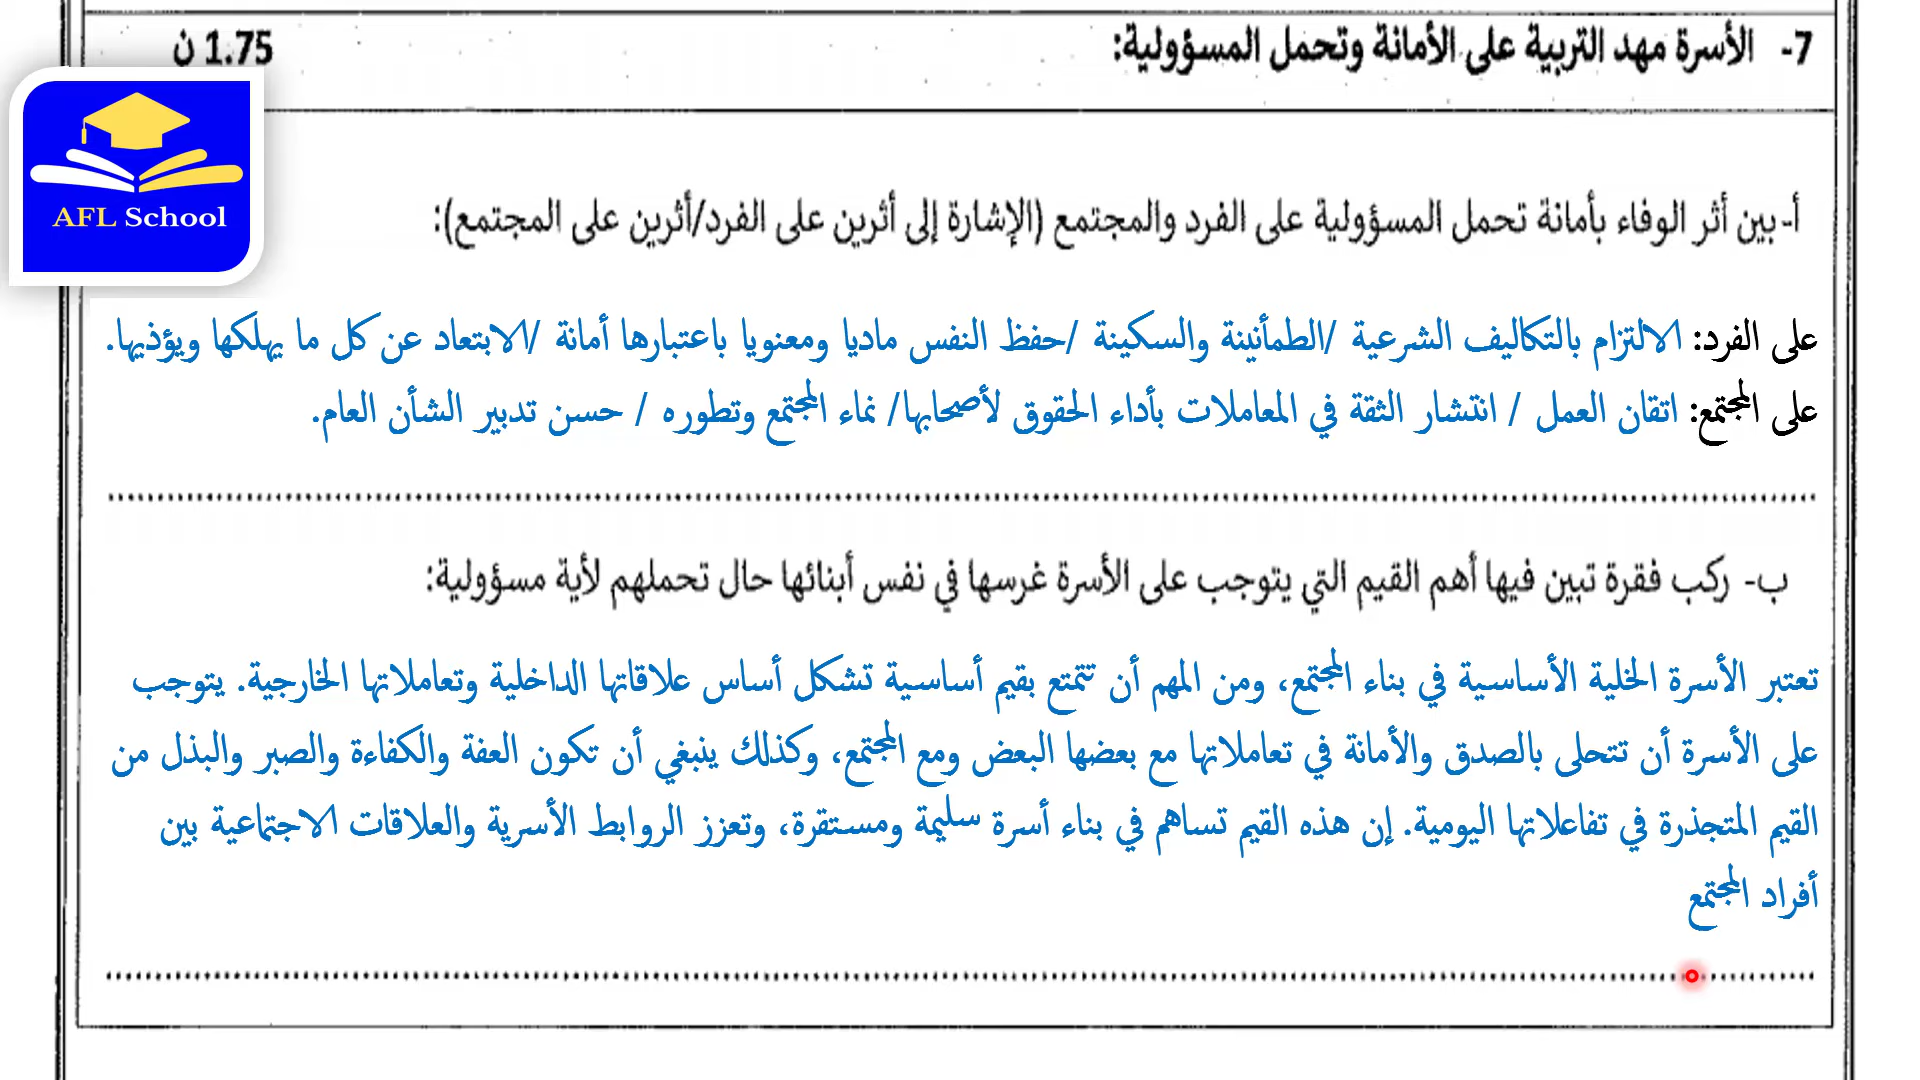 7- الأسرة مهد التربية على الأمانة وتحمل المسؤولية: 1.75 ن
AFL School
أ- بين أثر الوفاء بأمانة تحمل المسؤولية على الفرد والمجتمع (الإشارة إلى أثرين على الفرد/أثرين على المجتمع):
على الفرد: الالتزام بالتكاليف الشرعية /الطمأنينة والسكينة /حفظ النفس ماديا ومعنويا باعتبارها أمانة /الابتعاد عن كل ما يهلكها ويؤذيها.
على المجتمع: اتقان العمل / انتشار الثقة في المعاملات بأداء الحقوق لأصحابها/ نماء المجتمع وتطوره / حسن تدبير الشأن العام.
ب- ركب فقرة تبين فيها أهم القيم التي يتوجب على الأسرة غرسها في نفس أبنائها حال تحملهم لأية مسؤولية:
تعتبر الأسرة الخلية الأساسية في بناء المجتمع، ومن المهم أن تتمتع بقيم أساسية تشكل أساس علاقاتها الداخلية وتعاملاتها الخارجية. يتوجب
على الأسرة أن تتحلى بالصدق والأمانة في تعاملاتها مع بعضها البعض ومع المجتمع، وكذلك ينبغي أن تكون العفة والكفاءة والصبر والبذل من
القيم المتجذرة في تفاعلاتها اليومية. إن هذه القيم تساهم في بناء أسرة سليمة ومستقرة، وتعزز الروابط الأسرية والعلاقات الاجتماعية بين
أفراد المجتمع